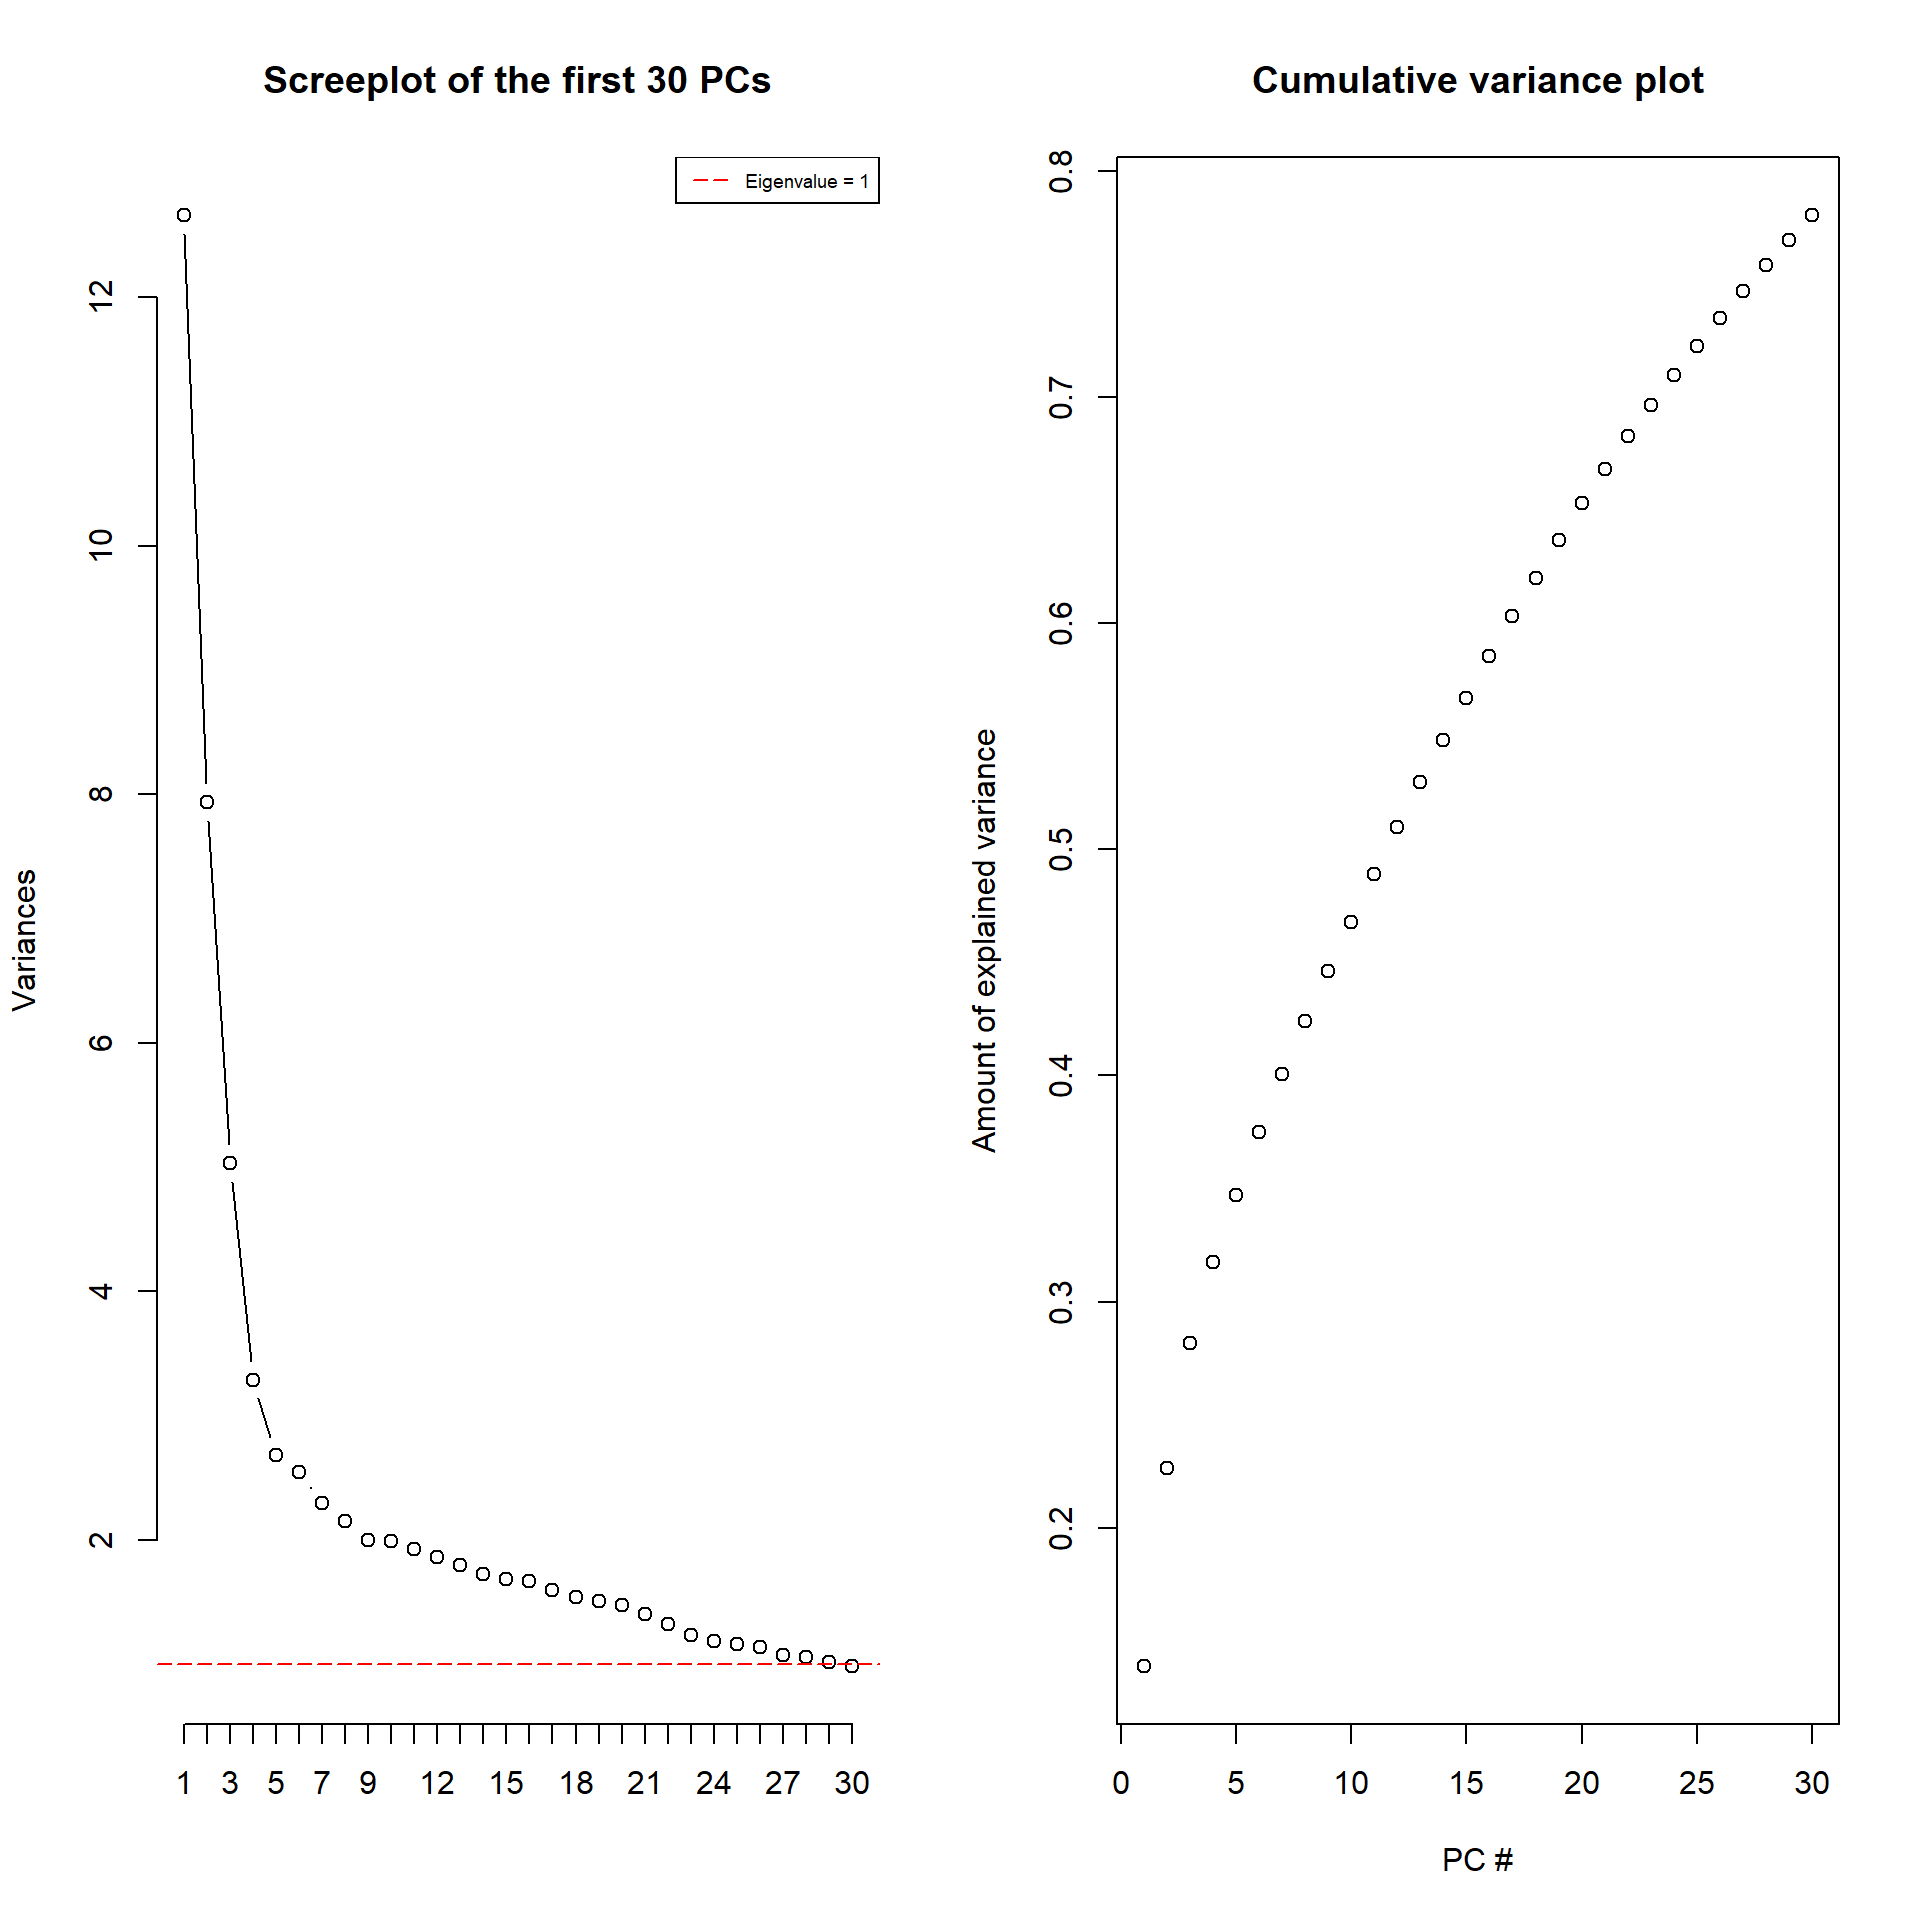 Screeplot of the first 30 PCs
Eigenvalue = 1
Variances
12
10
8
6
4
2
1 3 5 7 9 12 15 18 21 24 27 30
Cumulative variance plot
Amount of explained variance
0.8
0.7
0.6
0.5
0.4
0.3
0.2
0 5 10 15 20 25 30
PC #